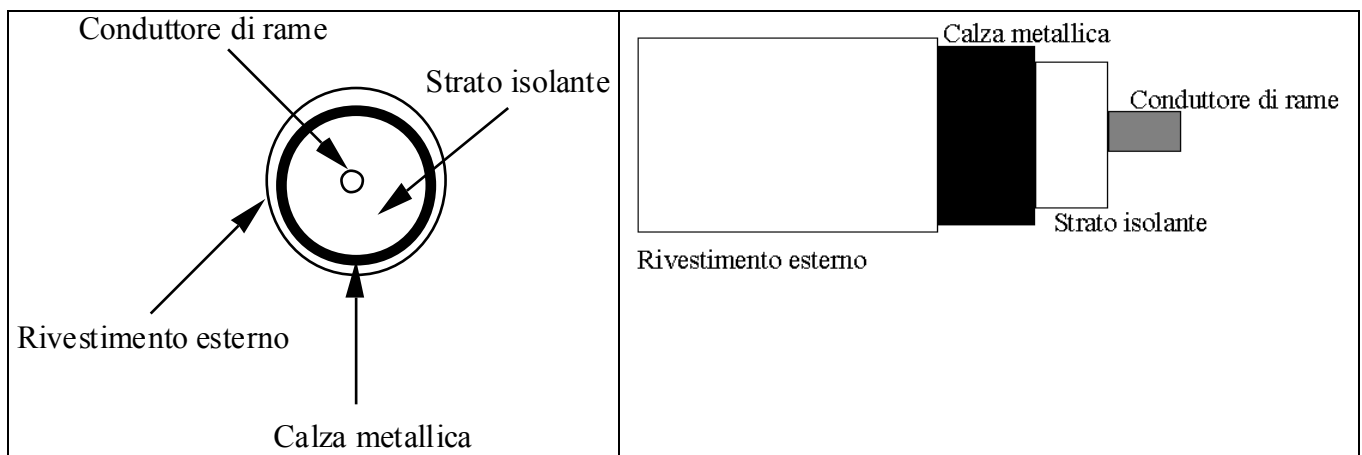 Conduttore di rame
Strato isolante
Rivestimento esterno
Calza metallica
Calza metallica
Conduttore di rame
Strato isolante
Rivestimento esterno